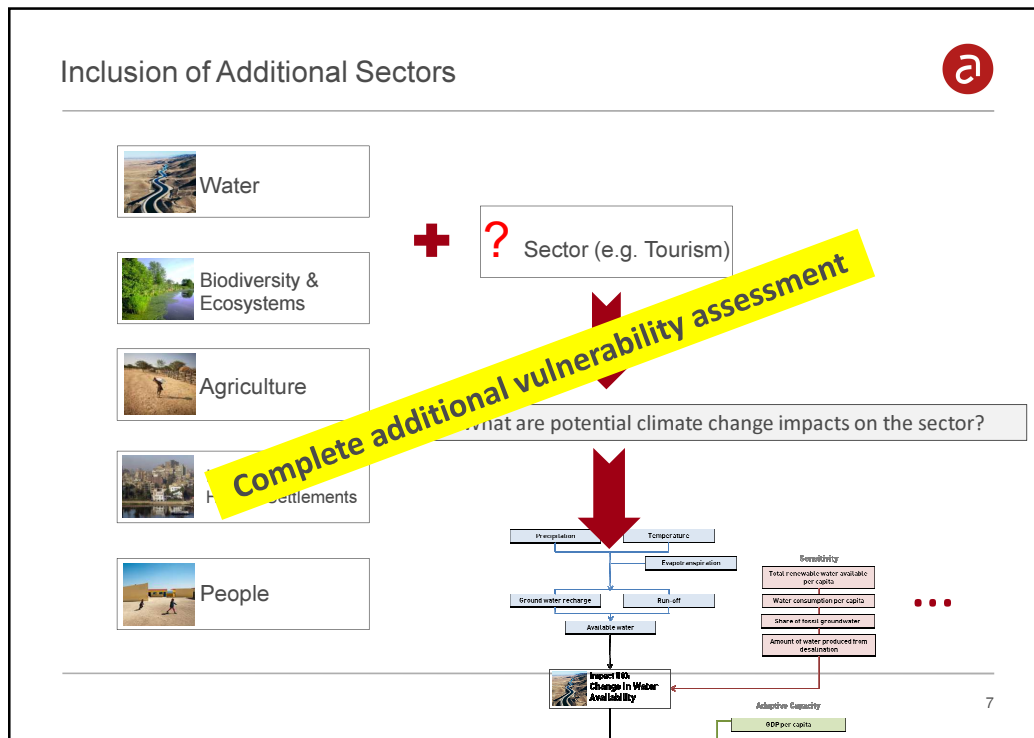 Inclusion of Additional Sectors
Water
? Sector (e.g. Tourism)
Biodiversity &
Ecosystems
Complete additional vulnerability assessment
Agriculture
What are potential climate change impacts on the sector?
Settlements
People
Precipitation
Temperature
Evapotranspiration
Ground water recharge
Run-off
Available water
Sensitivity
Total renewable water available
per capita
Water consumption per capita
Share of fossil groundwater
Amount of water produced from
desalination
...
Change in Water
Availability
Adaptive Capacity
GDP per capita
7